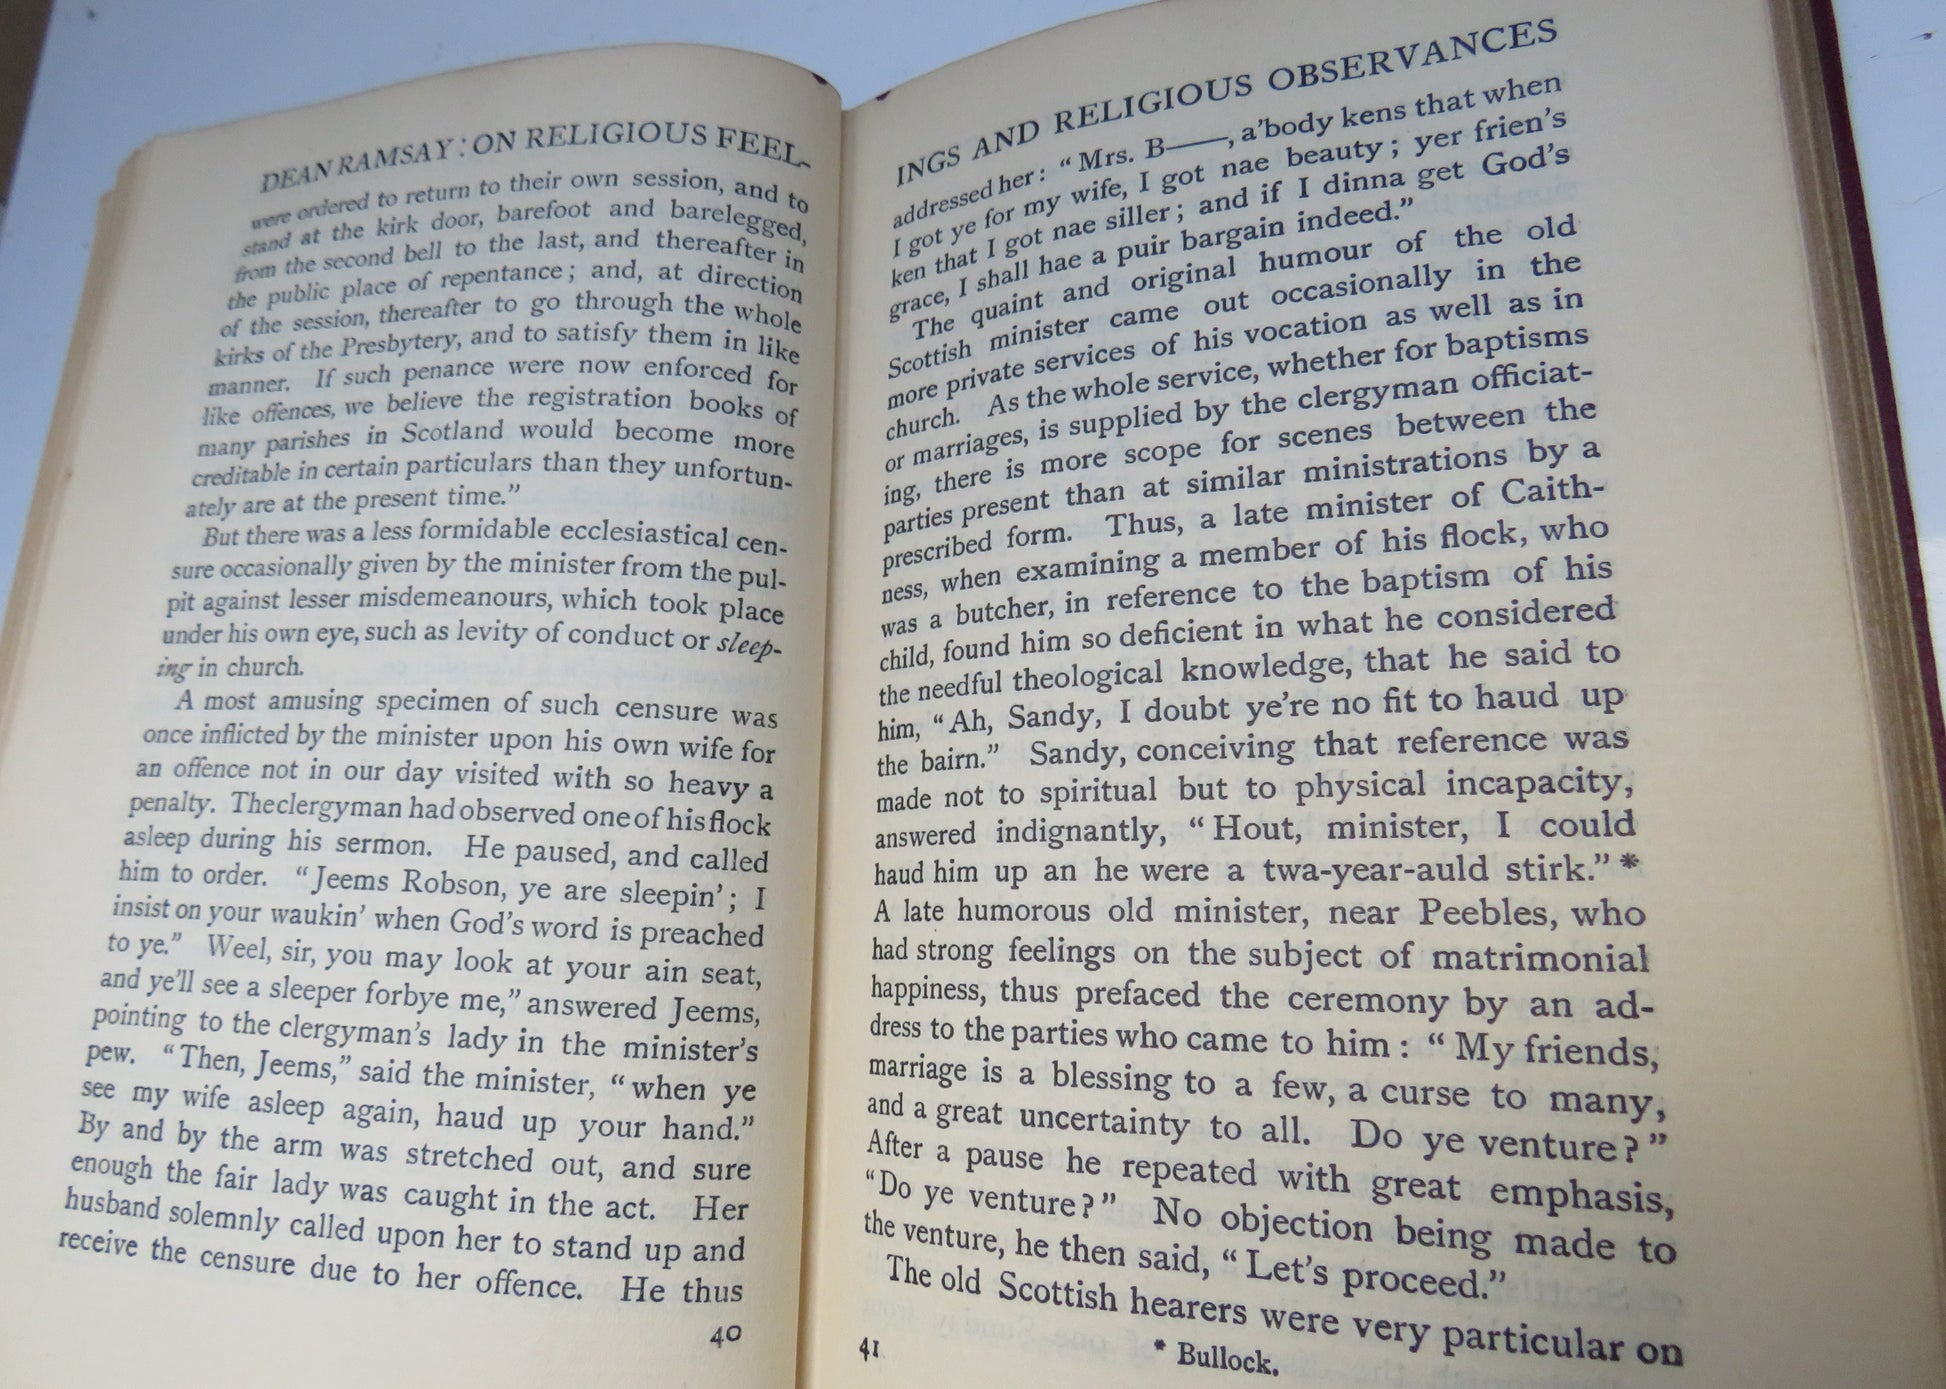 DEAN RAMSAY: ON RELIGIOUS FEEL-
were ordered to return to their own session, and to
stand at the kirk door, barefoot and barelegged,
from the second bell to the last, and thereafter in
the public place of repentance; and, at direction
of the session, thereafter to go through the whole
kirks of the Presbytery, and to satisfy them in like
manner. If such penance were now enforced for
like offences, we believe the registration books of
many parishes in Scotland would become more
creditable in certain particulars than they unfortun-
ately are at the present time."
But there was a less formidable ecclesiastical cen-
sure occasionally given by the minister from the pul-
pit against lesser misdemeanours, which took place
under his own eye, such as levity of conduct or sleep-
ing in church.
A most amusing specimen of such censure was
once inflicted by the minister upon his own wife for
an offence not in our day visited with so heavy a
penalty. The clergyman had observed one of his flock
asleep during his sermon. He paused, and called
him to order. "Jeems Robson, ye are sleepin'; I
insist on your waukin' when God's word is preached
to ye." Weel, sir, you may look at your ain seat,
and ye'll see a sleeper forbye me," answered Jeems,
pointing to the clergyman's lady in the minister's
pew. "Then, Jeems," said the minister, "when ye
see my wife asleep again, haud up your hand."
By and by the arm was stretched out, and sure
enough the fair lady was caught in the act. Her
husband solemnly called upon her to stand up and
receive the censure due to her offence. He thus
40
INGS AND RELIGIOUS OBSERVANCES
addressed her: "Mrs. B——, a'body kens that when
I got ye for my wife, I got nae beauty; yer frien's
ken that I got nae siller; and if I dinna get God's
grace, I shall hae a puir bargain indeed."
The quaint and original humour of the old
Scottish minister came out occasionally in the
more private services of his vocation as well as in
church. As the whole service, whether for baptisms
or marriages, is supplied by the clergyman officiat-
ing, there is more scope for scenes between the
parties present than at similar ministrations by a
prescribed form. Thus, a late minister of Caith-
ness, when examining a member of his flock, who
was a butcher, in reference to the baptism of his
child, found him so deficient in what he considered
the needful theological knowledge, that he said to
him, "Ah, Sandy, I doubt ye're no fit to haud up
the bairn." Sandy, conceiving that reference was
made not to spiritual but to physical incapacity,
answered indignantly, "Hout, minister, I could
haud him up an he were a twa-year-auld stirk." *
A late humorous old minister, near Peebles, who
had strong feelings on the subject of matrimonial
happiness, thus prefaced the ceremony by an ad-
dress to the parties who came to him: "My friends,
marriage is a blessing to a few, a curse to many,
and a great uncertainty to all. Do ye venture?"
After a pause he repeated with great emphasis,
"Do ye venture?" No objection being made to
the venture, he then said, "Let's proceed."
The old Scottish hearers were very particular on
* Bullock.
41